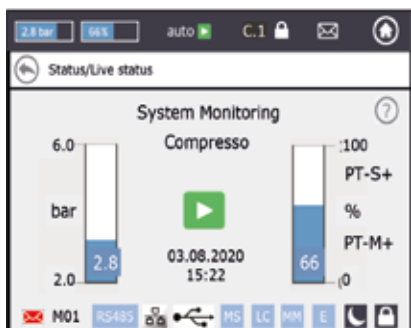 2.8 bar 66% auto C.1
Status/Live status
System Monitoring ?
6.0 Compresso :100
PT-S+
bar %
PT-M+
2.8 03.08.2020 66
2.0 15:22 (0
M01 RS485 MS LC MM E